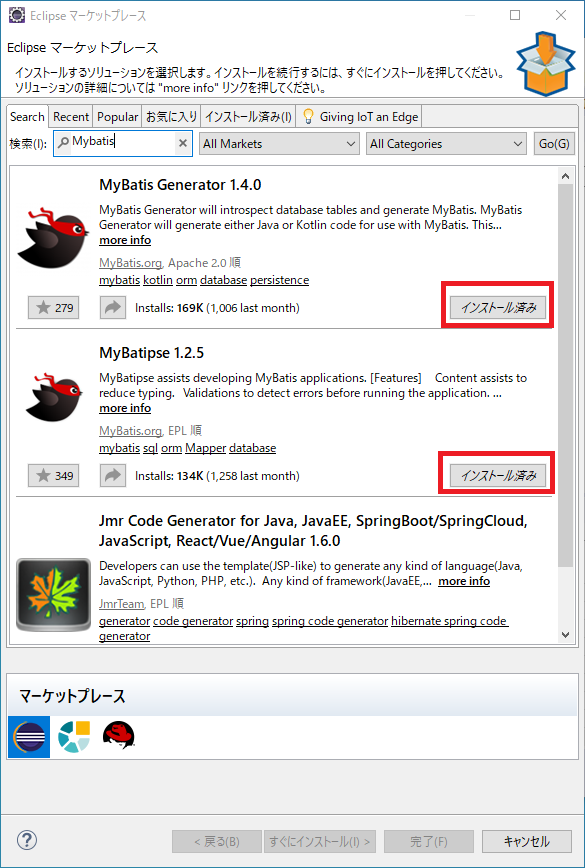 Eclipse マーケットプレース
Eclipse マーケットプレース
インストールするソリューションを選択します。インストールを続行するには、すぐにインストールを押してください。
ソリューションの詳細については "more info" リンクを押してください。
Search Recent Popular お気に入り インストール済み(I) Giving IoT an Edge
検索(I): Mybatis All Markets All Categories Go(G)
MyBatis Generator 1.4.0
MyBatis Generator will introspect database tables and generate MyBatis. MyBatis
Generator will generate either Java or Kotlin code for use with MyBatis. This...
more info
MyBatis.org, Apache 2.0 順
mybatis kotlin orm database persistence
279 Installs: 169K (1,006 last month) インストール済み
MyBatipse 1.2.5
MyBatipse assists developing MyBatis applications. [Features] Content assists to
reduce typing. Validations to detect errors before running the application. ...
more info
MyBatis.org, EPL 順
mybatis sql orm Mapper database
349 Installs: 134K (1,258 last month) インストール済み
Jmr Code Generator for Java, JavaEE, SpringBoot/SpringCloud,
JavaScript, React/Vue/Angular 1.6.0
Developers can use the template(JSP-like) to generate any kind of language(Java,
JavaScript, Python, PHP, etc.). Any kind of framework(JavaEE,... more info
JmrTeam, EPL 順
generator code generator spring spring code generator hibernate spring code
generator
マーケットプレース
< 戻る(B) すぐにインストール(I) > 完了(F) キャンセル